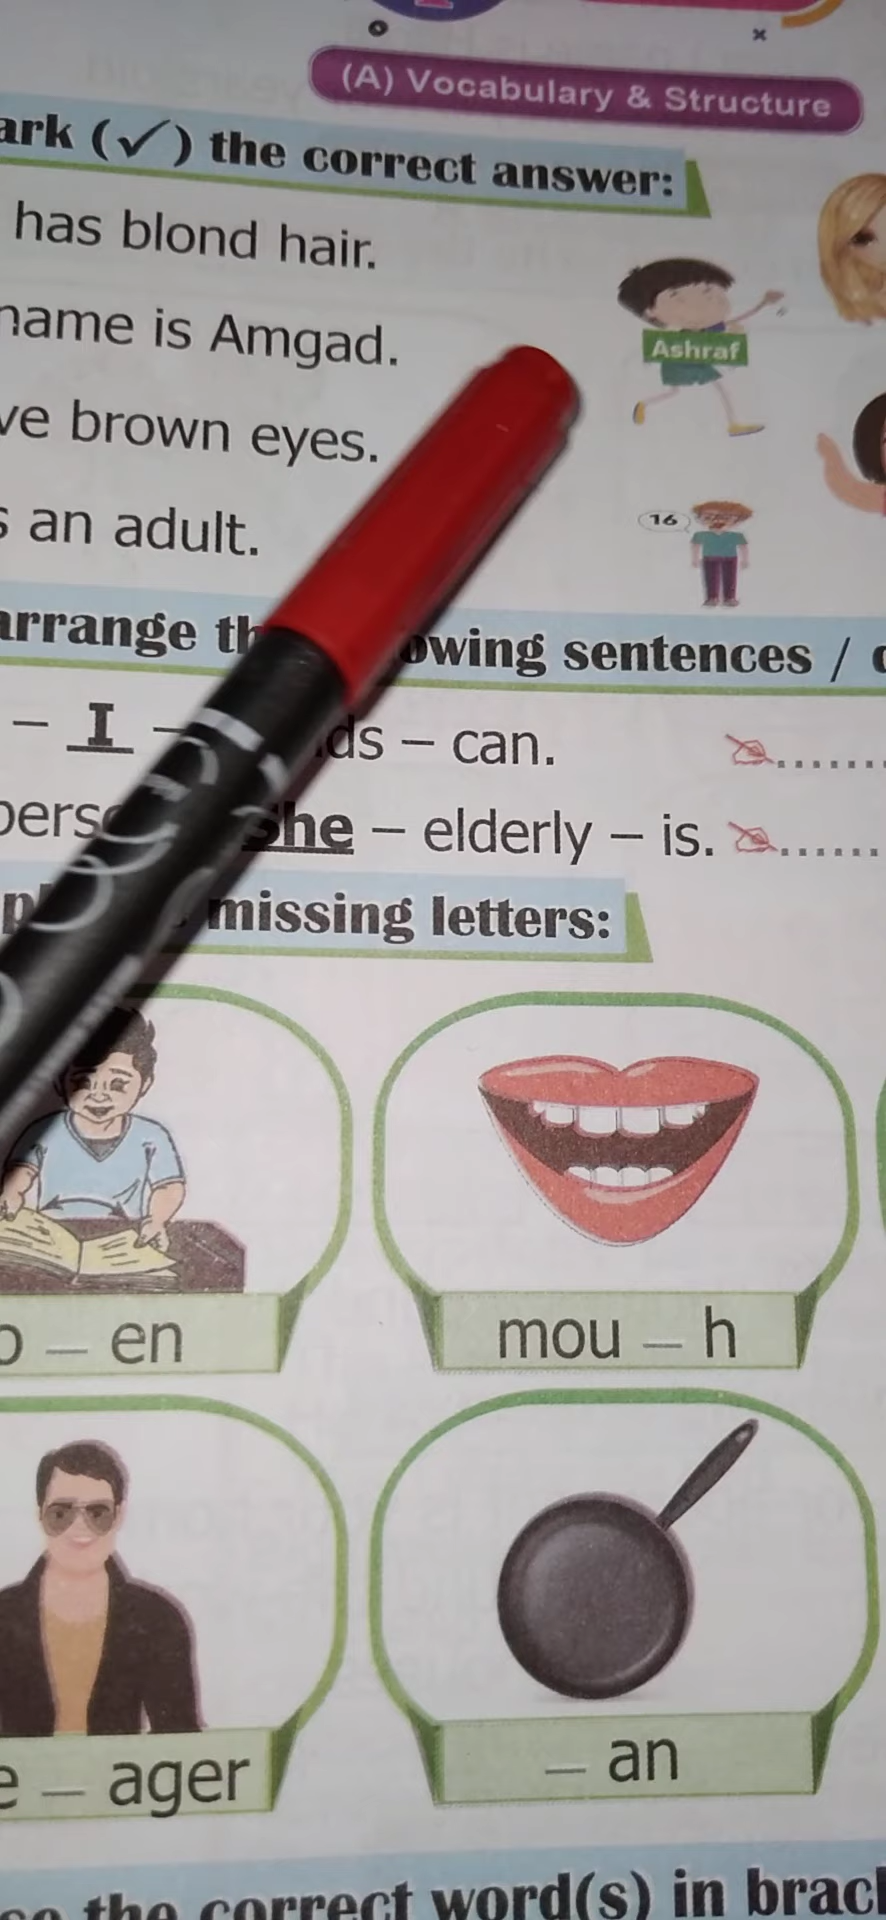 (A) Vocabulary & Structure
ark (✓) the correct answer:
has blond hair.
name is Amgad.
Ashraf
ve brown eyes.
16
s an adult.
arrange th owing sentences /
– I – ds – can. ......
pers She – elderly – is. ......
missing letters:
p _ en
mou _ h
e _ ager
_ an
the correct word(s) in brac